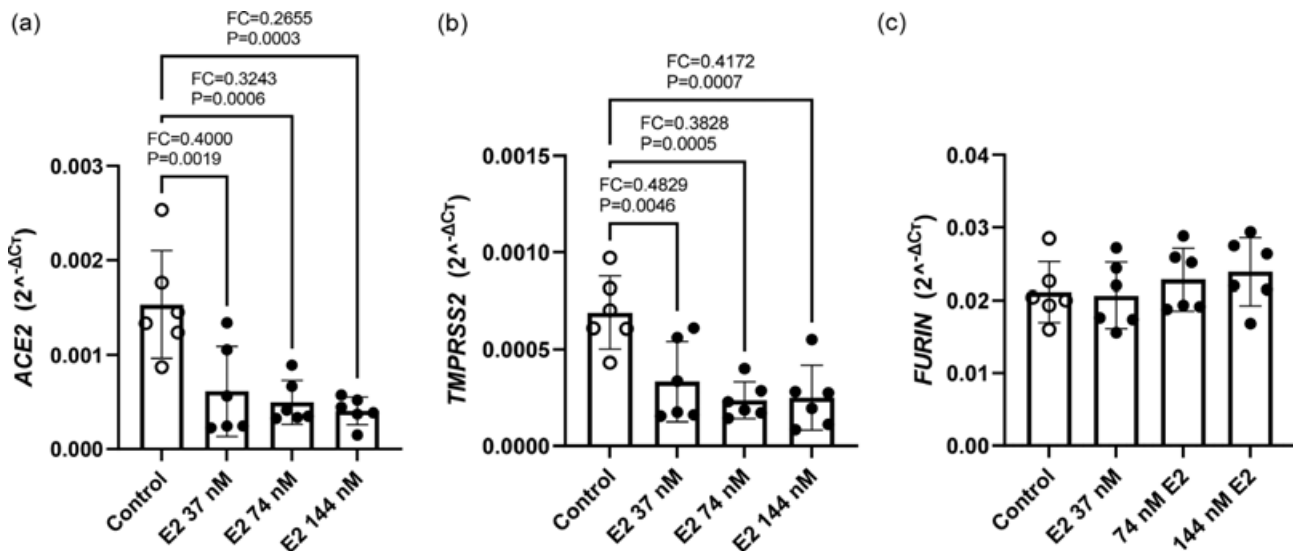 (a)
FC=0.2655
P=0.0003
FC=0.3243
P=0.0006
FC=0.4000
P=0.0019
0.003
0.002
0.001
0.000
ACE2 (2^-ΔCT)
Control
E2 37 nM
E2 74 nM
E2 144 nM
(b)
FC=0.4172
P=0.0007
FC=0.3828
P=0.0005
FC=0.4829
P=0.0046
0.0015
0.0010
0.0005
0.0000
TMPRSS2 (2^-ΔCT)
Control
E2 37 nM
E2 74 nM
E2 144 nM
(c)
0.04
0.03
0.02
0.01
0.00
FURIN (2^-ΔCT)
Control
E2 37 nM
74 nM E2
144 nM E2